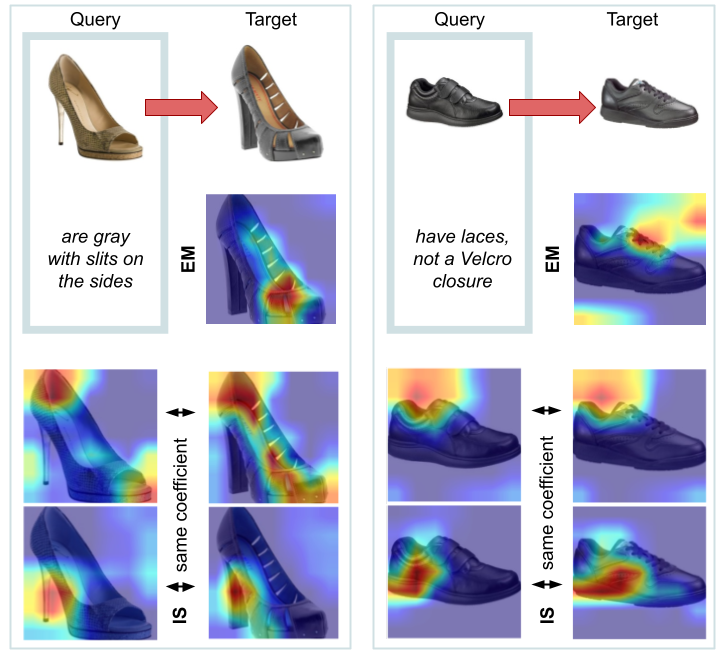 Query
Target
are gray
with slits on
the sides
EM
same coefficient
IS
Query
Target
have laces,
not a Velcro
closure
EM
same coefficient
IS